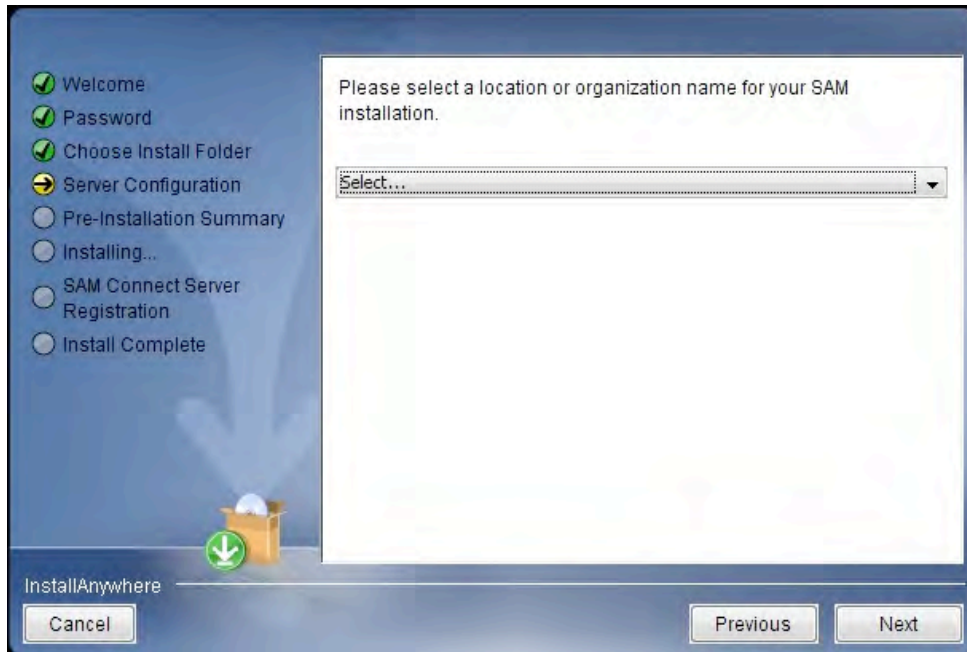 Welcome
Password
Choose Install Folder
Server Configuration
Pre-Installation Summary
Installing...
SAM Connect Server
Registration
Install Complete
Please select a location or organization name for your SAM
installation.
Select...
InstallAnywhere
Cancel
Previous
Next